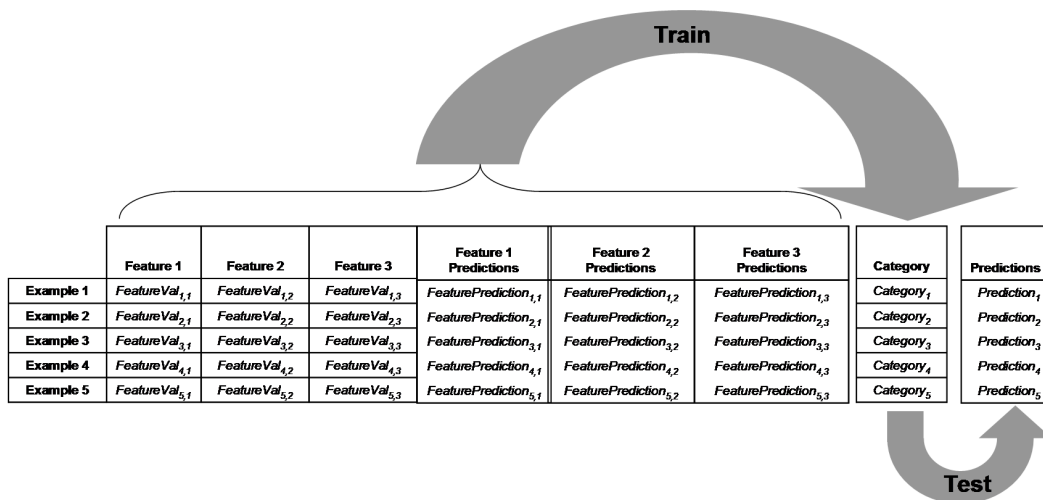 Train
Feature 1 Feature 2 Feature 3 Feature 1 Predictions Feature 2 Predictions Feature 3 Predictions Category Predictions
Example 1 FeatureVal1,1 FeatureVal1,2 FeatureVal1,3 FeaturePrediction1,1 FeaturePrediction1,2 FeaturePrediction1,3 Category1 Prediction1
Example 2 FeatureVal2,1 FeatureVal2,2 FeatureVal2,3 FeaturePrediction2,1 FeaturePrediction2,2 FeaturePrediction2,3 Category2 Prediction2
Example 3 FeatureVal3,1 FeatureVal3,2 FeatureVal3,3 FeaturePrediction3,1 FeaturePrediction3,2 FeaturePrediction3,3 Category3 Prediction3
Example 4 FeatureVal4,1 FeatureVal4,2 FeatureVal4,3 FeaturePrediction4,1 FeaturePrediction4,2 FeaturePrediction4,3 Category4 Prediction4
Example 5 FeatureVal5,1 FeatureVal5,2 FeatureVal5,3 FeaturePrediction5,1 FeaturePrediction5,2 FeaturePrediction5,3 Category5 Prediction5
Test